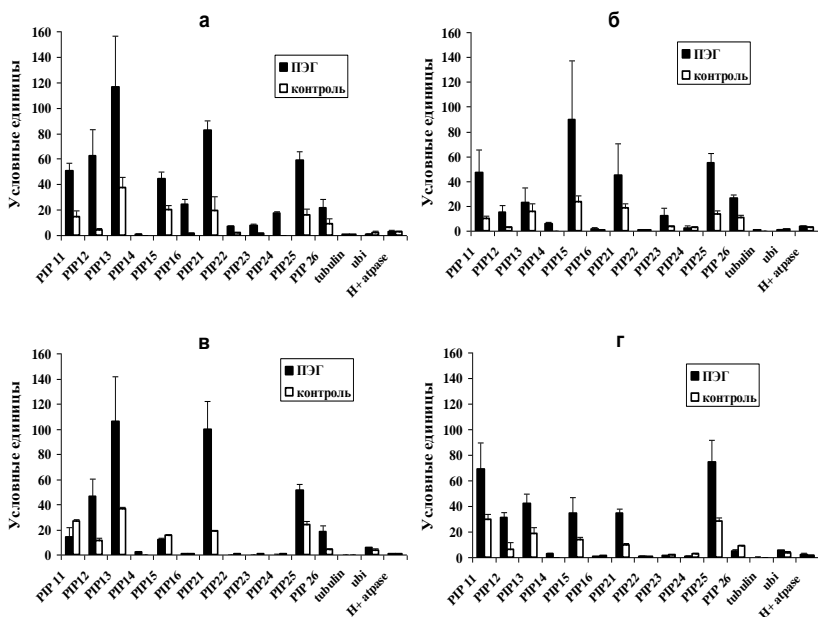 а
Условные единицы
160
140
120
100
80
60
40
20
0
ПЭГ
контроль
PIP 11
PIP12
PIP13
PIP14
PIP15
PIP16
PIP21
PIP22
PIP23
PIP24
PIP25
PIP 26
tubulin
ubi
H+ atpase
б
Условные единицы
160
140
120
100
80
60
40
20
0
ПЭГ
контроль
PIP 11
PIP12
PIP13
PIP14
PIP15
PIP16
PIP21
PIP22
PIP23
PIP24
PIP25
PIP 26
tubulin
ubi
H+ atpase
в
Условные единицы
160
140
120
100
80
60
40
20
0
ПЭГ
контроль
PIP 11
PIP12
PIP13
PIP14
PIP15
PIP16
PIP21
PIP22
PIP23
PIP24
PIP25
PIP 26
tubulin
ubi
H+ atpase
г
Условные единицы
160
140
120
100
80
60
40
20
0
ПЭГ
контроль
PIP 11
PIP12
PIP13
PIP14
PIP15
PIP16
PIP21
PIP22
PIP23
PIP24
PIP25
PIP 26
tubulin
ubi
H+ atpase